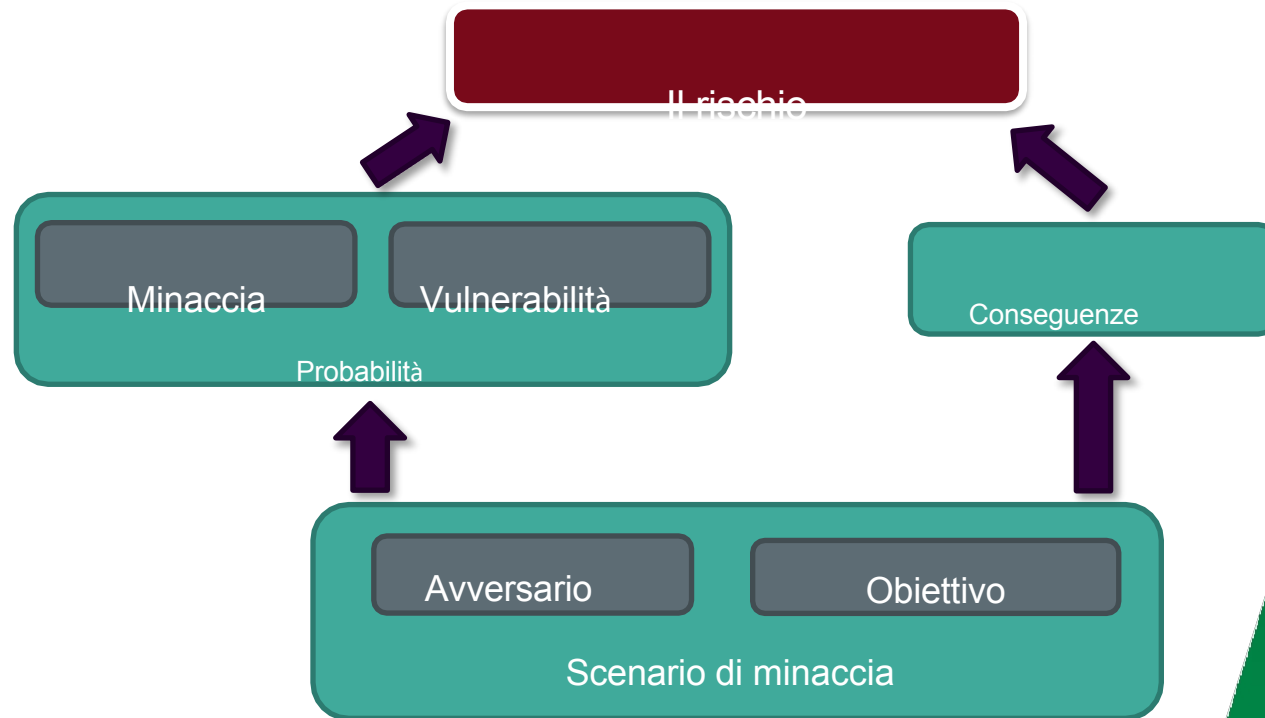 Il rischio
Minaccia
Vulnerabilità
Probabilità
Conseguenze
Avversario
Obiettivo
Scenario di minaccia